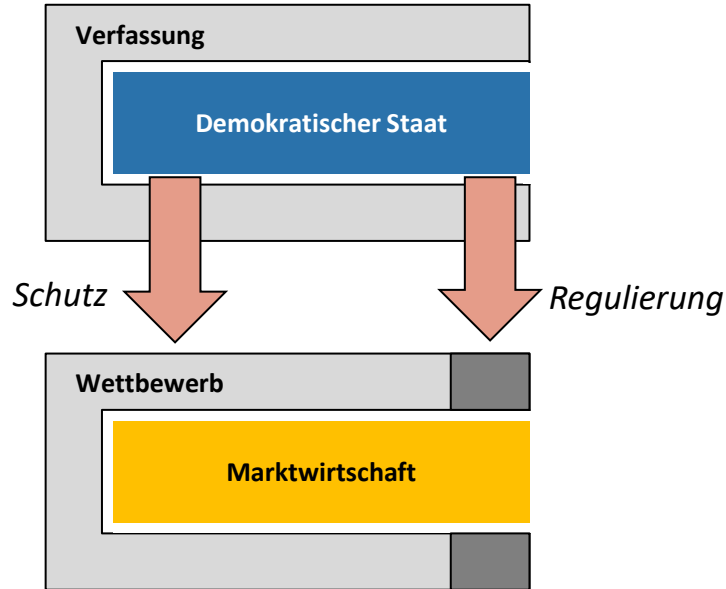 Verfassung
Demokratischer Staat
Schutz
Regulierung
Wettbewerb
Marktwirtschaft